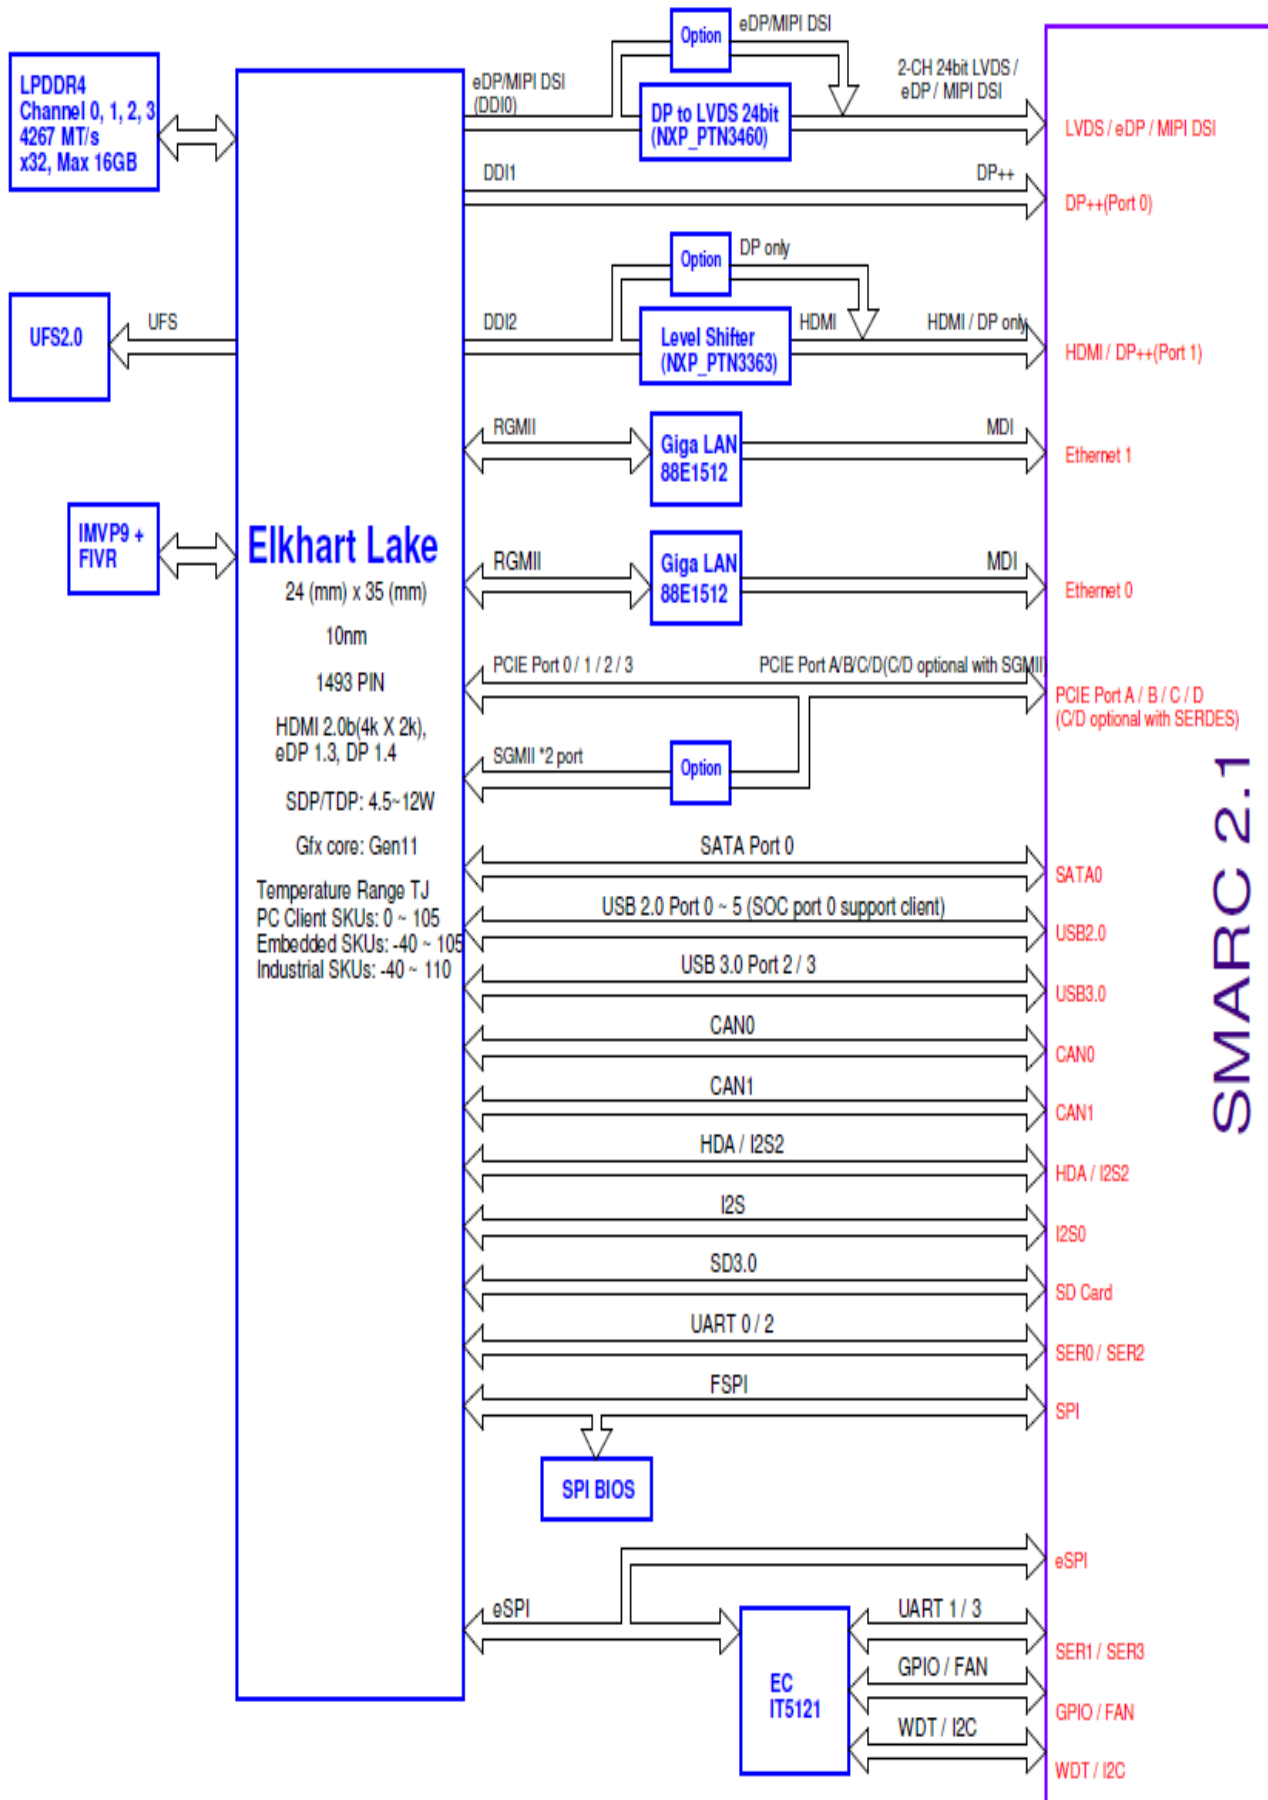 Option
eDP/MIPI DSI
LPDDR4
Channel 0, 1, 2, 3
4267 MT/s
x32, Max 16GB
eDP/MIPI DSI
(DDI0)
DP to LVDS 24bit
(NXP_PTN3460)
2-CH 24bit LVDS /
eDP / MIPI DSI
LVDS / eDP / MIPI DSI
DDI1
DP++
DP++(Port 0)
Option
DP only
UFS2.0
UFS
DDI2
Level Shifter
(NXP_PTN3363)
HDMI
HDMI / DP only
HDMI / DP++(Port 1)
RGMII
Giga LAN
88E1512
MDI
Ethernet 1
IMVP9 +
FIVR
RGMII
Giga LAN
88E1512
MDI
Ethernet 0
Elkhart Lake
24 (mm) x 35 (mm)
10nm
1493 PIN
HDMI 2.0b(4k X 2k),
eDP 1.3, DP 1.4
SDP/TDP: 4.5~12W
Gfx core: Gen11
Temperature Range TJ
PC Client SKUs: 0 ~ 105
Embedded SKUs: -40 ~ 105
Industrial SKUs: -40 ~ 110
PCIE Port 0 / 1 / 2 / 3
PCIE Port A/B/C/D(C/D optional with SGMII)
PCIE Port A / B / C / D
(C/D optional with SERDES)
SGMII *2 port
Option
SMARC 2.1
SATA Port 0
SATA0
USB 2.0 Port 0 ~ 5 (SOC port 0 support client)
USB2.0
USB 3.0 Port 2 / 3
USB3.0
CAN0
CAN0
CAN1
CAN1
HDA / I2S2
HDA / I2S2
I2S
I2S0
SD3.0
SD Card
UART 0 / 2
SER0 / SER2
FSPI
SPI
SPI BIOS
eSPI
eSPI
EC
IT5121
UART 1 / 3
SER1 / SER3
GPIO / FAN
GPIO / FAN
WDT / I2C
WDT / I2C